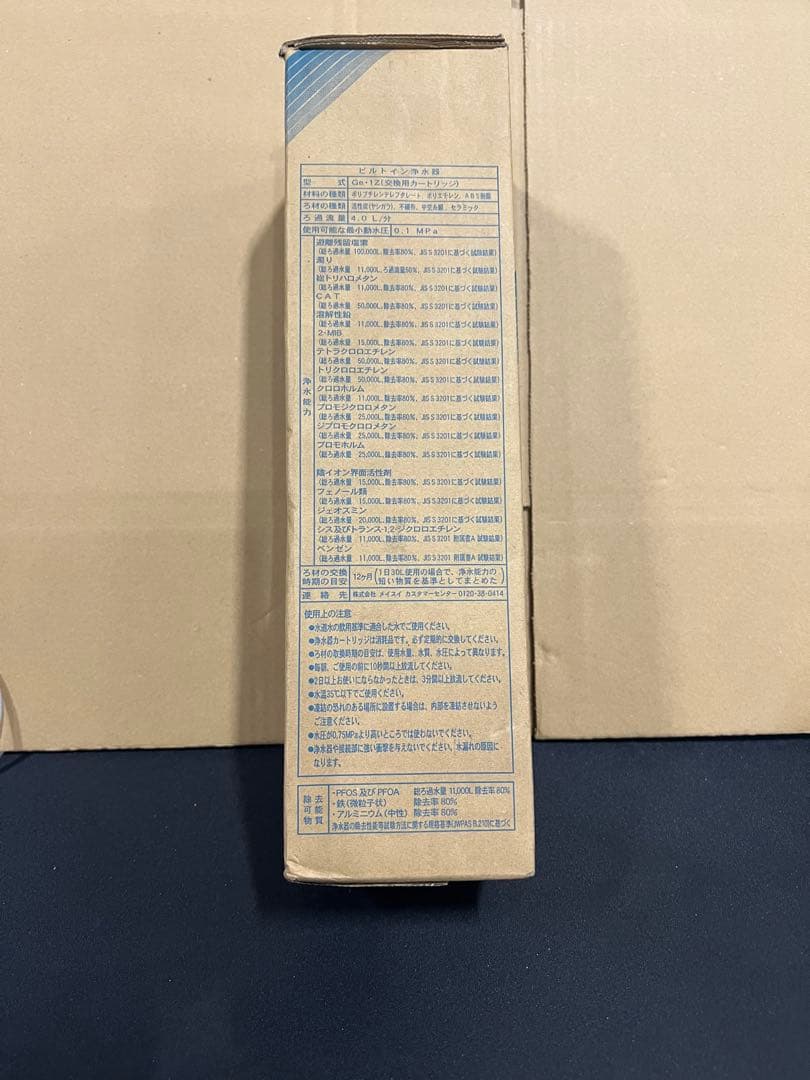 ビルトイン浄水器
型 式 Ge・1Z(交換用カートリッジ)
材料の種類 ポリブチレンテレフタレート、ポリエチレン、ABS樹脂
ろ材の種類 活性炭(ヤシガラ)、不織布、中空糸膜、セラミック
ろ過流量 4.0L/分
使用可能な最小動水圧 0.1MPa
浄水能力
遊離残留塩素
(総ろ過水量 100,000L、除去率80%、JIS S 3201に基づく試験結果)
濁り
(総ろ過水量 11,000L、ろ過流量50%、JIS S 3201に基づく試験結果)
総トリハロメタン
(総ろ過水量 11,000L、除去率80%、JIS S 3201に基づく試験結果)
CAT
(総ろ過水量 50,000L、除去率80%、JIS S 3201に基づく試験結果)
溶解性鉛
(総ろ過水量 11,000L、除去率80%、JIS S 3201に基づく試験結果)
2-MIB
(総ろ過水量 15,000L、除去率80%、JIS S 3201に基づく試験結果)
テトラクロロエチレン
(総ろ過水量 50,000L、除去率80%、JIS S 3201に基づく試験結果)
トリクロロエチレン
(総ろ過水量 50,000L、除去率80%、JIS S 3201に基づく試験結果)
クロロホルム
(総ろ過水量 11,000L、除去率80%、JIS S 3201に基づく試験結果)
ブロモジクロロメタン
(総ろ過水量 25,000L、除去率80%、JIS S 3201に基づく試験結果)
ジブロモクロロメタン
(総ろ過水量 25,000L、除去率80%、JIS S 3201に基づく試験結果)
ブロモホルム
(総ろ過水量 25,000L、除去率80%、JIS S 3201に基づく試験結果)
陰イオン界面活性剤
(総ろ過水量 15,000L、除去率80%、JIS S 3201に基づく試験結果)
フェノール類
(総ろ過水量 15,000L、除去率80%、JIS S 3201に基づく試験結果)
ジェオスミン
(総ろ過水量 20,000L、除去率80%、JIS S 3201に基づく試験結果)
シス及びトランス-1,2-ジクロロエチレン
(総ろ過水量 11,000L、除去率80%、JIS S 3201 附属書A 試験結果)
ベンゼン
(総ろ過水量 11,000L、除去率80%、JIS S 3201 附属書A 試験結果)
ろ材の交換時期の目安 12ヶ月(1日30L使用の場合で、浄水能力の
短い物質を基準としてまとめた)
連絡先 株式会社 メイスイ カスタマーセンター 0120-38-0414
使用上の注意
●水道水の飲用基準に適合した水でご使用ください。
●浄水器カートリッジは消耗品です。必ず定期的に交換してください。
●ろ材の取換時期の目安は、使用水量、水質、水圧によって異なります。
●毎朝、ご使用の前に10秒間以上放流してください。
●2日以上お使いにならなかったときは、3分間以上放流してください。
●水温35℃以下でご使用ください。
●凍結の恐れのある場所に設置する場合は、内部を凍結させないよう
ご注意ください。
●水圧が0.75MPaより高いところでは使わないでください。
●浄水器や接続部に強い衝撃を与えないでください。水漏れの原因に
なります。
除去可能物質
・PFOS及びPFOA 総ろ過水量 11,000L、除去率80%
・鉄(微粒子状) 除去率80%
・アルミニウム(中性) 除去率80%
浄水器の除去性能等試験方法に関する規格基準(JWPAS B.210)に基づく